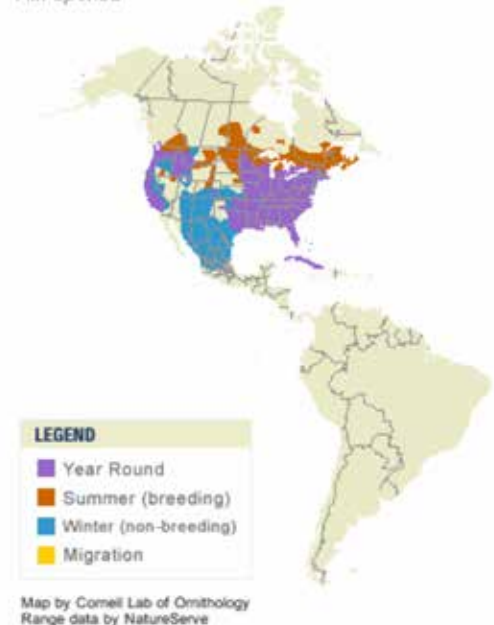 LEGEND
Year Round
Summer (breeding)
Winter (non-breeding)
Migration
Map by Cornell Lab of Ornithology
Range data by NatureServe